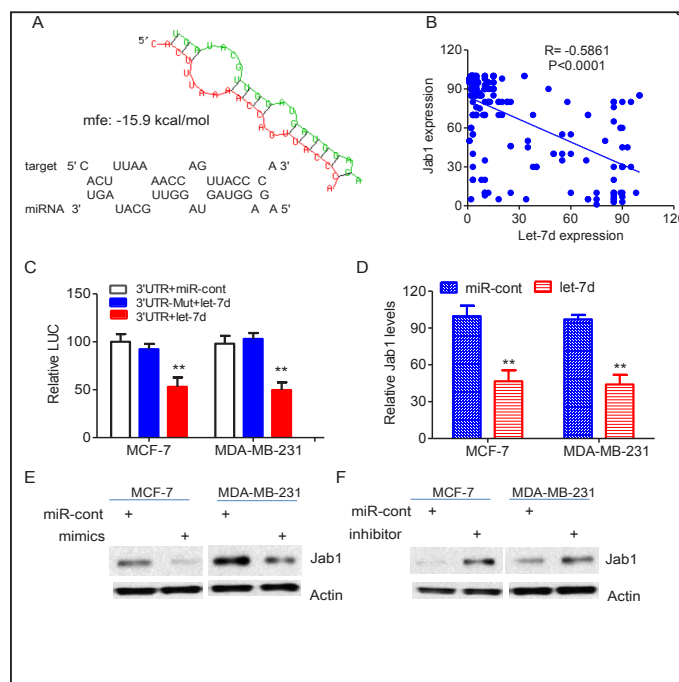 A
5'
mfe: -15.9 kcal/mol
target 5' C UUAA AG A 3'
ACU AACC UUACC C
UGA UUGG GAUGG G
miRNA 3' UACG AU A A 5'
B
R= -0.5861
P<0.0001
Jab1 expression
120
90
60
30
0
0 30 60 90 120
Let-7d expression
C
3'UTR+miR-cont
3'UTR-Mut+let-7d
3'UTR+let-7d
Relative LUC
150
100
50
0
** **
MCF-7 MDA-MB-231
D
miR-cont let-7d
Relative Jab1 levels
120
90
60
30
0
** **
MCF-7 MDA-MB-231
E
MCF-7 MDA-MB-231
miR-cont + +
mimics + +
Jab1
Actin
F
MCF-7 MDA-MB-231
miR-cont + +
inhibitor + +
Jab1
Actin